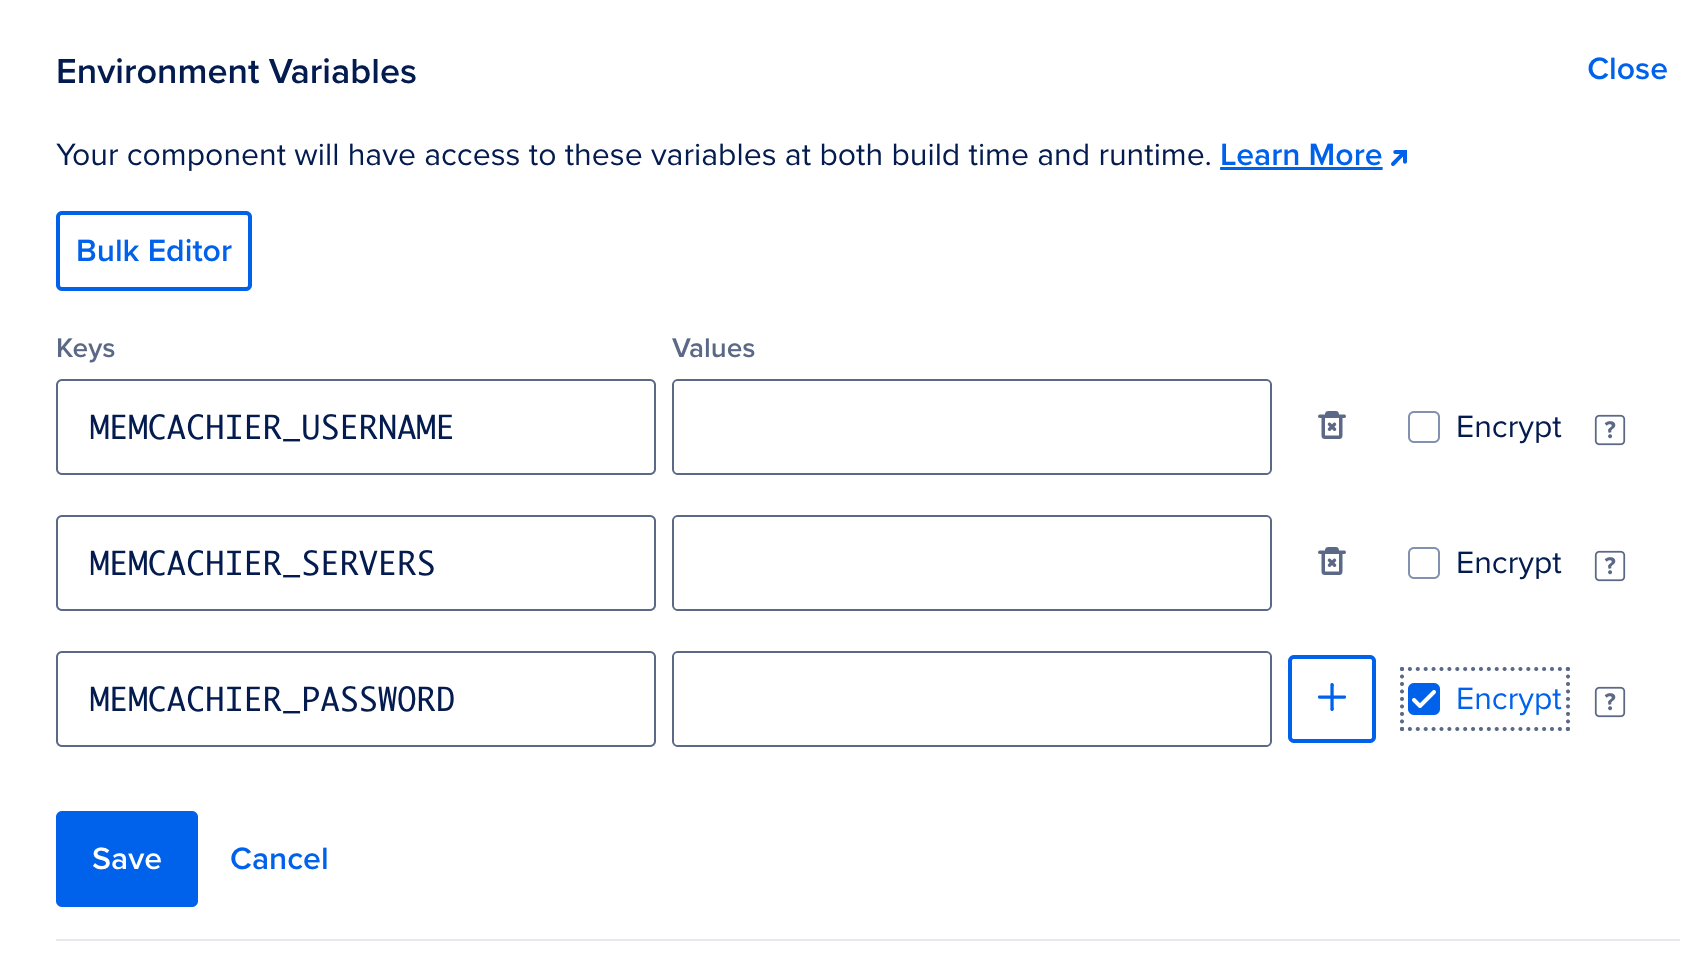 Environment Variables
Close
Your component will have access to these variables at both build time and runtime. Learn More
Bulk Editor
Keys
Values
MEMCACHIER_USERNAME
Encrypt
?
MEMCACHIER_SERVERS
Encrypt
?
MEMCACHIER_PASSWORD
Encrypt
?
Save
Cancel